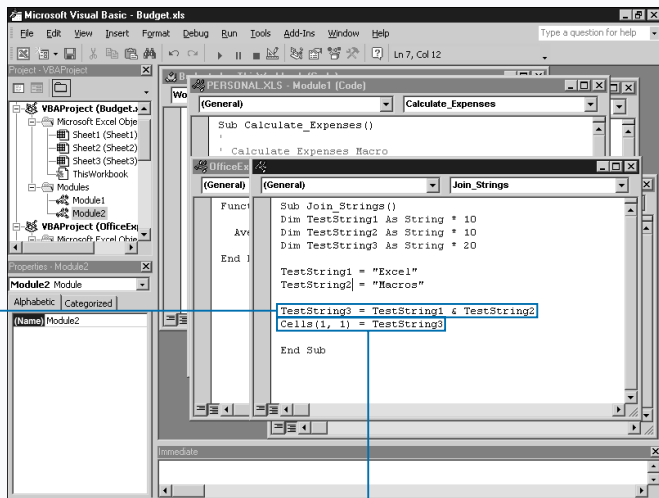 Microsoft Visual Basic - Budget.xls
File Edit View Insert Format Debug Run Tools Add-Ins Window Help
Type a question for help
Ln 7, Col 12
Project - VBAProject
VBAProject (Budget.x
Microsoft Excel Obje
Sheet1 (Sheet1)
Sheet2 (Sheet2)
Sheet3 (Sheet3)
ThisWorkbook
Modules
Module1
Module2
VBAProject (OfficeEx
Microsoft Excel Obje
Properties - Module2
Module2 Module
Alphabetic Categorized
(Name) Module2
Wo
PERSONAL.XLS - Module1 (Code)
(General) Calculate_Expenses
Sub Calculate_Expenses()
'
' Calculate Expenses Macro
OfficeEx
(General)
Funct
Ave
End
(General) Join_Strings
Sub Join_Strings()
Dim TestString1 As String * 10
Dim TestString2 As String * 10
Dim TestString3 As String * 20
TestString1 = "Excel"
TestString2 = "Macros"
TestString3 = TestString1 & TestString2
Cells(1, 1) = TestString3
End Sub
Immediate